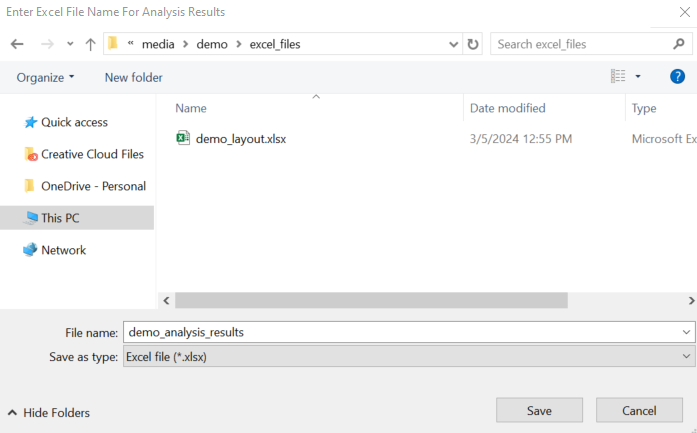 Enter Excel File Name For Analysis Results
« media › demo › excel_files
Search excel_files
Organize
New folder
?
Name
Date modified
Type
Quick access
Creative Cloud Files
OneDrive - Personal
This PC
Network
demo_layout.xlsx
3/5/2024 12:55 PM
Microsoft Ex
File name:
demo_analysis_results
Save as type:
Excel file (*.xlsx)
Hide Folders
Save
Cancel